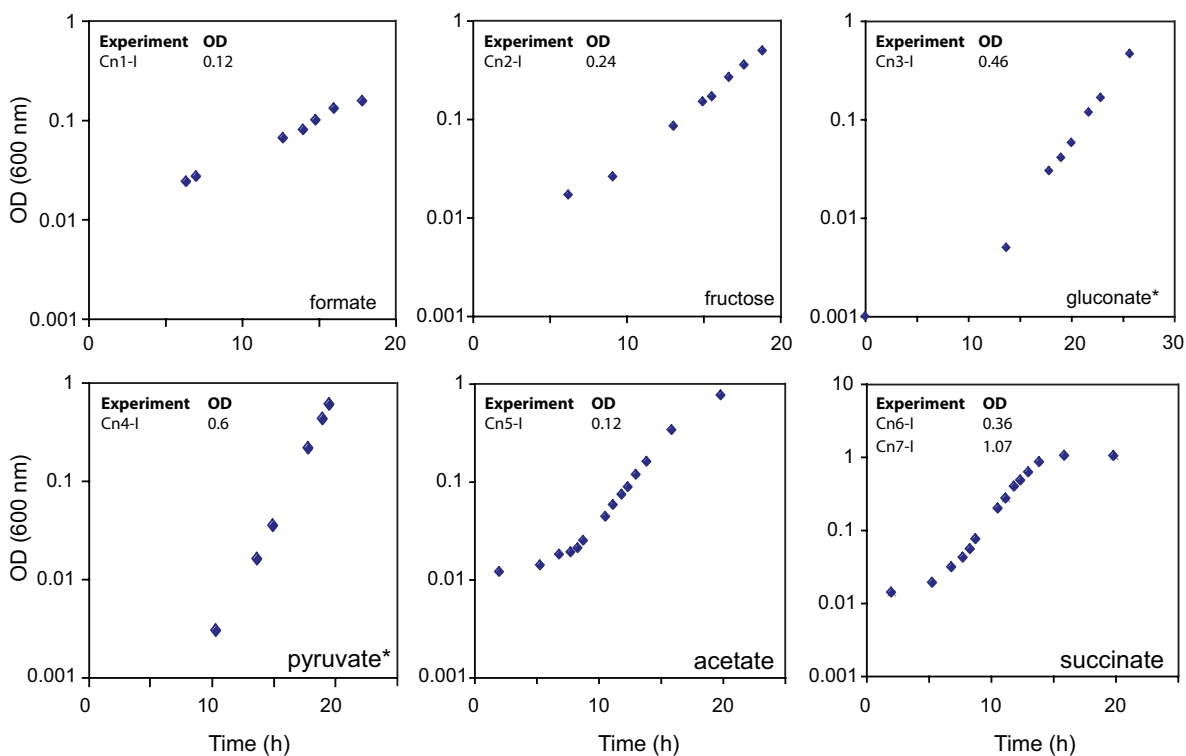 1
Experiment OD
Cn1-I 0.12
0.1
OD (600 nm)
0.01
formate
0.001
0 10 20
1
Experiment OD
Cn2-I 0.24
0.1
0.01
fructose
0.001
0 10 20
1
Experiment OD
Cn3-I 0.46
0.1
0.01
gluconate*
0.001
0 10 20 30
1
Experiment OD
Cn4-I 0.6
0.1
OD (600 nm)
0.01
pyruvate*
0.001
0 10 20
Time (h)
1
Experiment OD
Cn5-I 0.12
0.1
0.01
acetate
0.001
0 10 20
Time (h)
10
Experiment OD
Cn6-I 0.36
Cn7-I 1.07
1
0.1
0.01
succinate
0.001
0 10 20
Time (h)